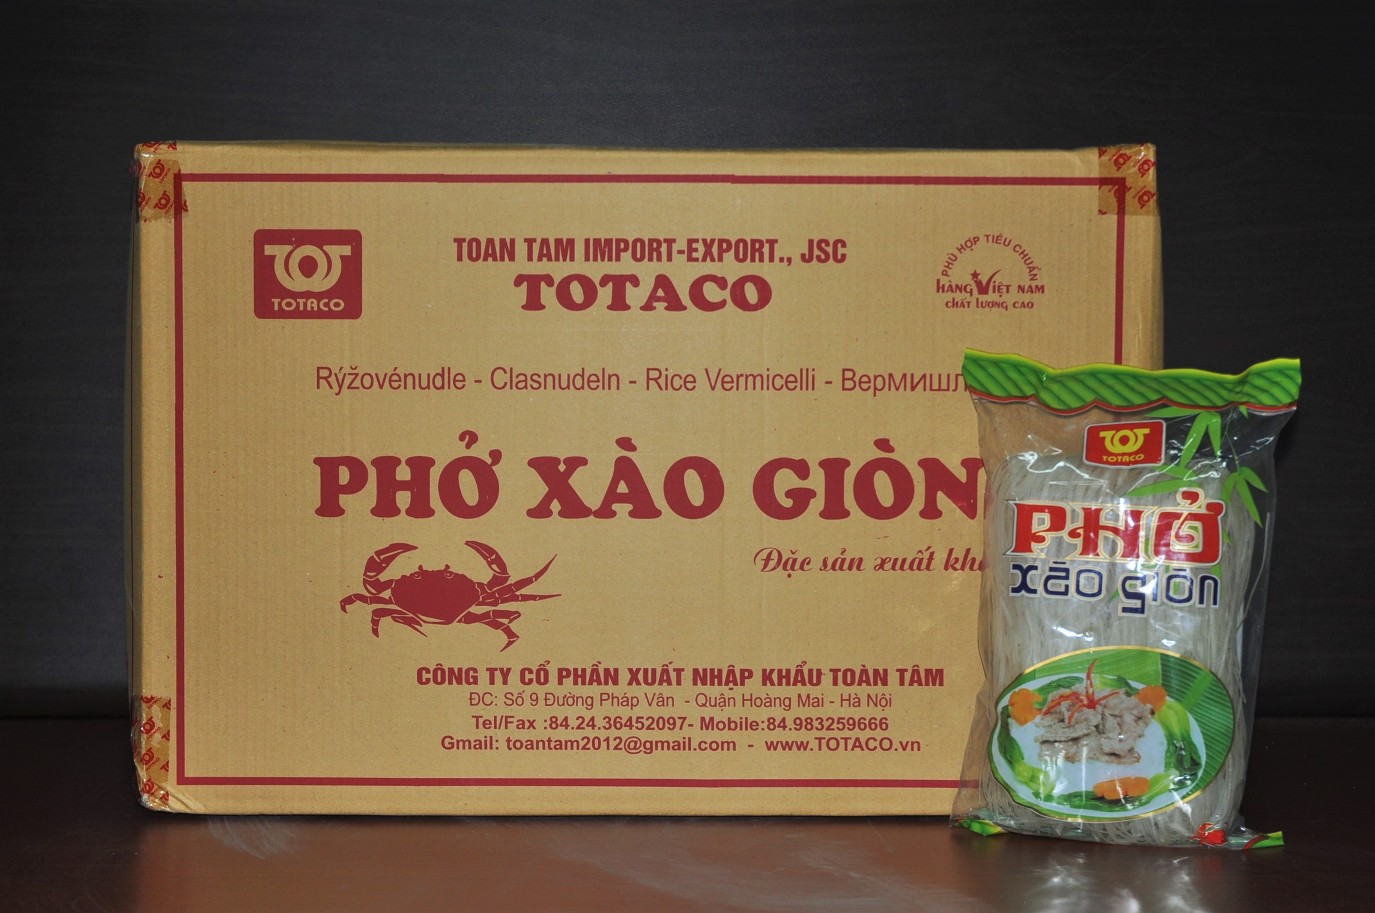 TOT
TOTACO
TOAN TAM IMPORT-EXPORT., JSC
TOTACO
PHÙ HỢP TIÊU CHUẨN
HÀNG VIỆT NAM
CHẤT LƯỢNG CAO
Rýžovénudle - Clasnudeln - Rice Vermicelli - Вермишл
PHỞ XÀO GIÒN
Đặc sản xuất
CÔNG TY CỔ PHẦN XUẤT NHẬP KHẨU TOÀN TÂM
ĐC: Số 9 Đường Pháp Vân - Quận Hoàng Mai - Hà Nội
Tel/Fax :84.24.36452097- Mobile:84.983259666
Gmail: toantam2012@gmail.com - www.TOTACO.vn
TOT
TOTACO
PHỞ
xào giòn